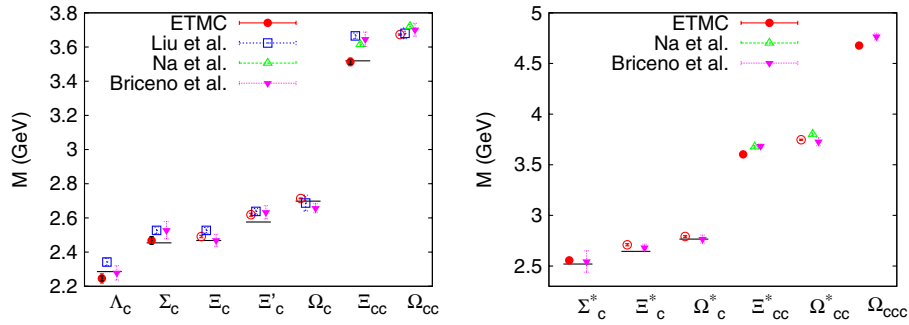 ETMC
Liu et al.
Na et al.
Briceno et al.
M (GeV)
3.8
3.6
3.4
3.2
3
2.8
2.6
2.4
2.2
Λc Σc Ξc Ξ'c Ωc Ξcc Ωcc
ETMC
Na et al.
Briceno et al.
M (GeV)
5
4.5
4
3.5
3
2.5
Σ*c Ξ*c Ω*c Ξ*cc Ω*cc Ωccc